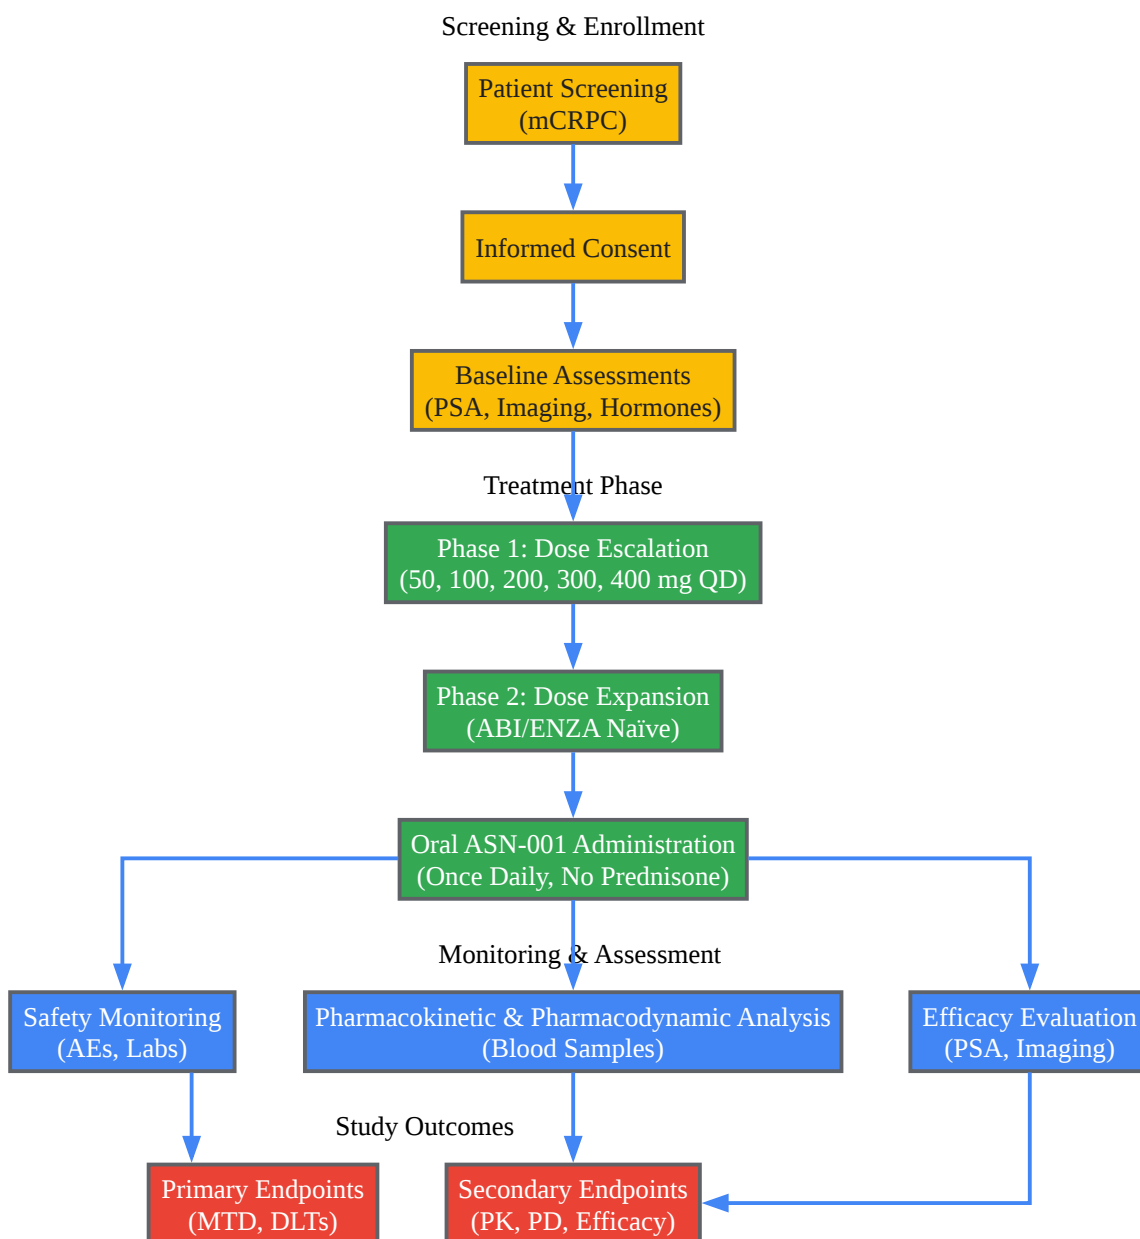 Screening & Enrollment
Patient Screening
(mCRPC)
Informed Consent
Baseline Assessments
(PSA, Imaging, Hormones)
Treatment Phase
Phase 1: Dose Escalation
(50, 100, 200, 300, 400 mg QD)
Phase 2: Dose Expansion
(ABI/ENZA Naïve)
Oral ASN-001 Administration
(Once Daily, No Prednisone)
Monitoring & Assessment
Safety Monitoring
(AEs, Labs)
Pharmacokinetic & Pharmacodynamic Analysis
(Blood Samples)
Efficacy Evaluation
(PSA, Imaging)
Study Outcomes
Primary Endpoints
(MTD, DLTs)
Secondary Endpoints
(PK, PD, Efficacy)